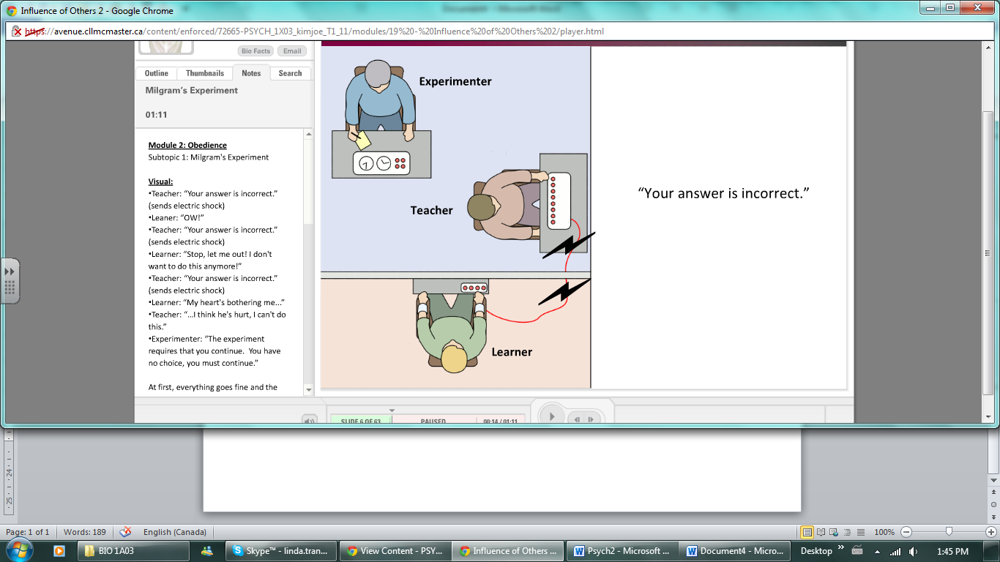 Influence of Others 2 - Google Chrome
https://avenue.cllmcmaster.ca/content/enforced/72665-PSYCH_1X03_kimjoe_T1_11/modules/19%20-%20Influence%20of%20Others%202/player.html
Bio Facts Email
Outline Thumbnails Notes Search
Milgram's Experiment
01:11
Module 2: Obedience
Subtopic 1: Milgram's Experiment
Visual:
•Teacher: “Your answer is incorrect.”
(sends electric shock)
•Leaner: “OW!”
•Teacher: “Your answer is incorrect.”
(sends electric shock)
•Learner: “Stop, let me out! I don't
want to do this anymore!”
•Teacher: “Your answer is incorrect.”
(sends electric shock)
•Learner: “My heart's bothering me...”
•Teacher: “...I think he's hurt, I can't do
this.”
•Experimenter: “The experiment
requires that you continue. You have
no choice, you must continue.”
At first, everything goes fine and the
Experimenter
Teacher
Learner
“Your answer is incorrect.”
SLIDE 6 OF 63 PAUSED 00:14 / 01:11
24
25
Page: 1 of 1 Words: 189 English (Canada) 100%
BIO 1A03 Skype™ - linda.tran... View Content - PSY... Influence of Others ... Psych2 - Microsoft ... Document4 - Micro... Desktop 1:45 PM